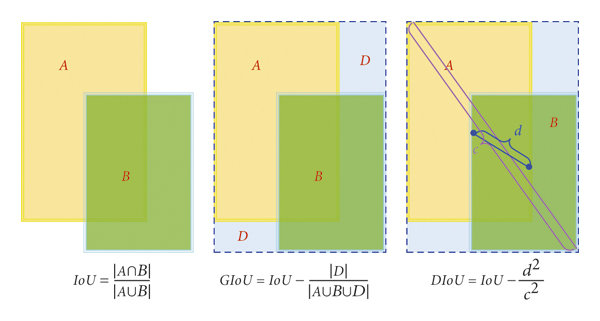 A
B
A
D
B
D
A
B
d
c
IoU = |A∩B| / |A∪B|
GIoU = IoU − |D| / |A∪B∪D|
DIoU = IoU − d² / c²